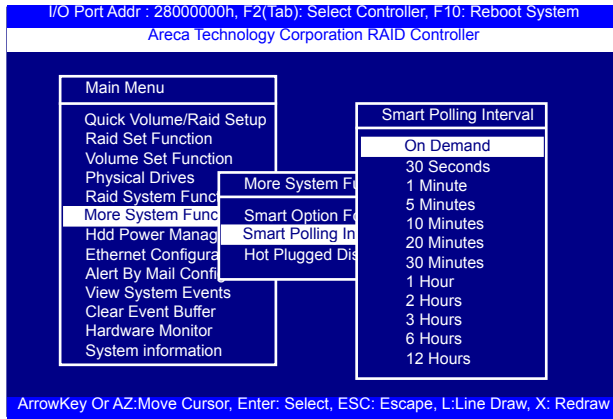 I/O Port Addr : 28000000h, F2(Tab): Select Controller, F10: Reboot System
Areca Technology Corporation RAID Controller
Main Menu
Quick Volume/Raid Setup
Raid Set Function
Volume Set Function
Physical Drives
Raid System Funct
More System Func
Hdd Power Manag
Ethernet Configura
Alert By Mail Confi
View System Events
Clear Event Buffer
Hardware Monitor
System information
More System Fu
Smart Option Fo
Smart Polling In
Hot Plugged Dis
Smart Polling Interval
On Demand
30 Seconds
1 Minute
5 Minutes
10 Minutes
20 Minutes
30 Minutes
1 Hour
2 Hours
3 Hours
6 Hours
12 Hours
ArrowKey Or AZ:Move Cursor, Enter: Select, ESC: Escape, L:Line Draw, X: Redraw